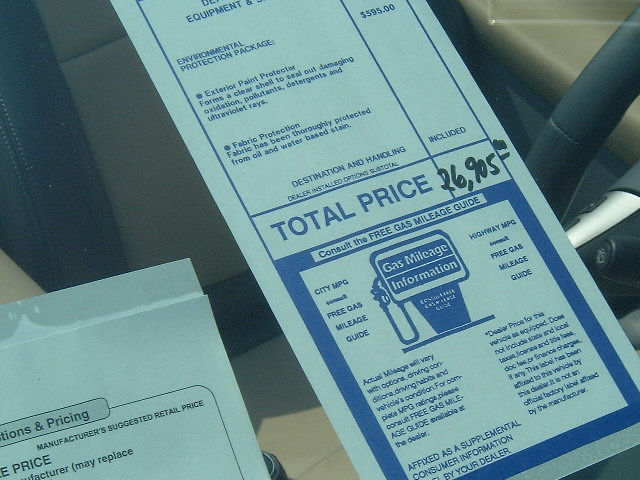 EQUIPMENT &
$595.00
ENVIRONMENTAL
PROTECTION PACKAGE:
● Exterior Paint Protector
Forms a clear shell to seal out damaging
oxidation, pollutants, detergents and
ultraviolet rays.
● Fabric Protection
Fabric has been thoroughly protected
from oil and water based stain.
DESTINATION AND HANDLING
INCLUDED
DEALER INSTALLED OPTIONS SUBTOTAL
TOTAL PRICE 26,905.00
Consult the FREE GAS MILEAGE GUIDE
CITY MPG
consult
FREE GAS
MILEAGE
GUIDE
Gas Mileage
Information
CONSULT FREE
GAS MILEAGE
GUIDE
HIGHWAY MPG
consult
FREE GAS
MILEAGE
GUIDE
Actual Mileage will vary
with options, driving con-
ditions, driving habits and
vehicle's condition. For com-
plete MPG ratings, please
consult FREE GAS MILE-
AGE GUIDE available at
the dealer.
*Dealer Price for this
vehicle as equipped. Does
not include state and local
taxes, license and title fees,
doc fee, or finance charges,
if any. This label has been
affixed to this vehicle by
this dealer. It is not an
official factory label affixed
by the manufacturer.
AFFIXED AS A SUPPLEMENTAL
CONSUMER INFORMATION
BY YOUR DEALER.
tions & Pricing
MANUFACTURER'S SUGGESTED RETAIL PRICE
E PRICE
nufacturer (may replace